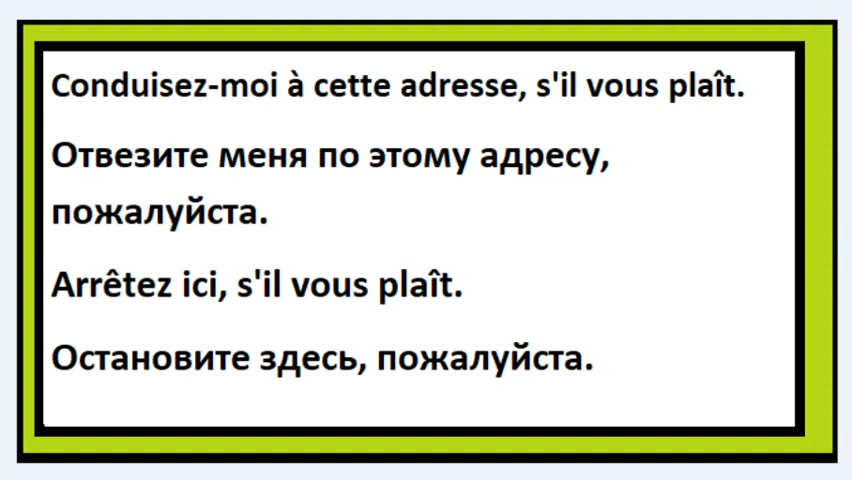 Conduisez-moi à cette adresse, s'il vous plaît.
Отвезите меня по этому адресу,
пожалуйста.
Arrêtez ici, s'il vous plaît.
Остановите здесь, пожалуйста.